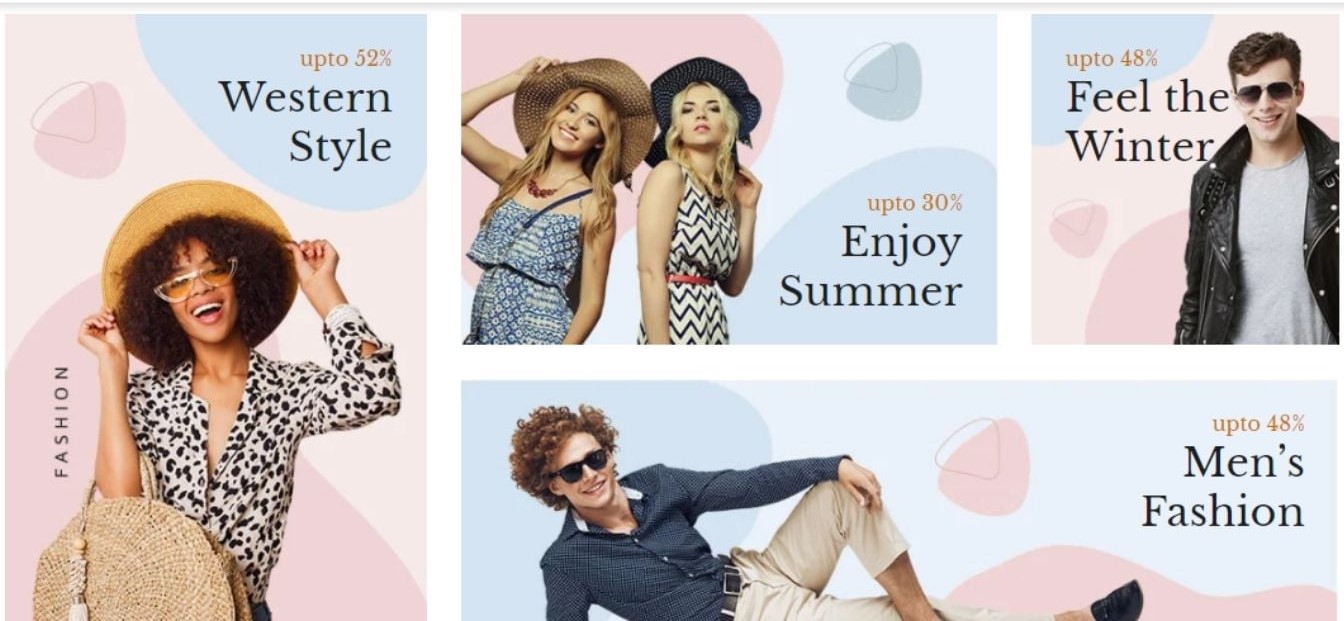 upto 52%
Western
Style
FASHION
upto 30%
Enjoy
Summer
upto 48%
Feel the
Winter
upto 48%
Men’s
Fashion